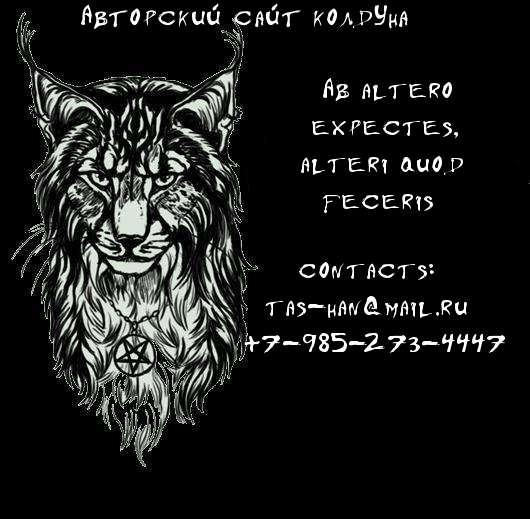 Авторский сайт колдуна
Ab altero
expectes,
alteri quod
feceris
contacts:
tas-han@mail.ru
+7-985-273-4447